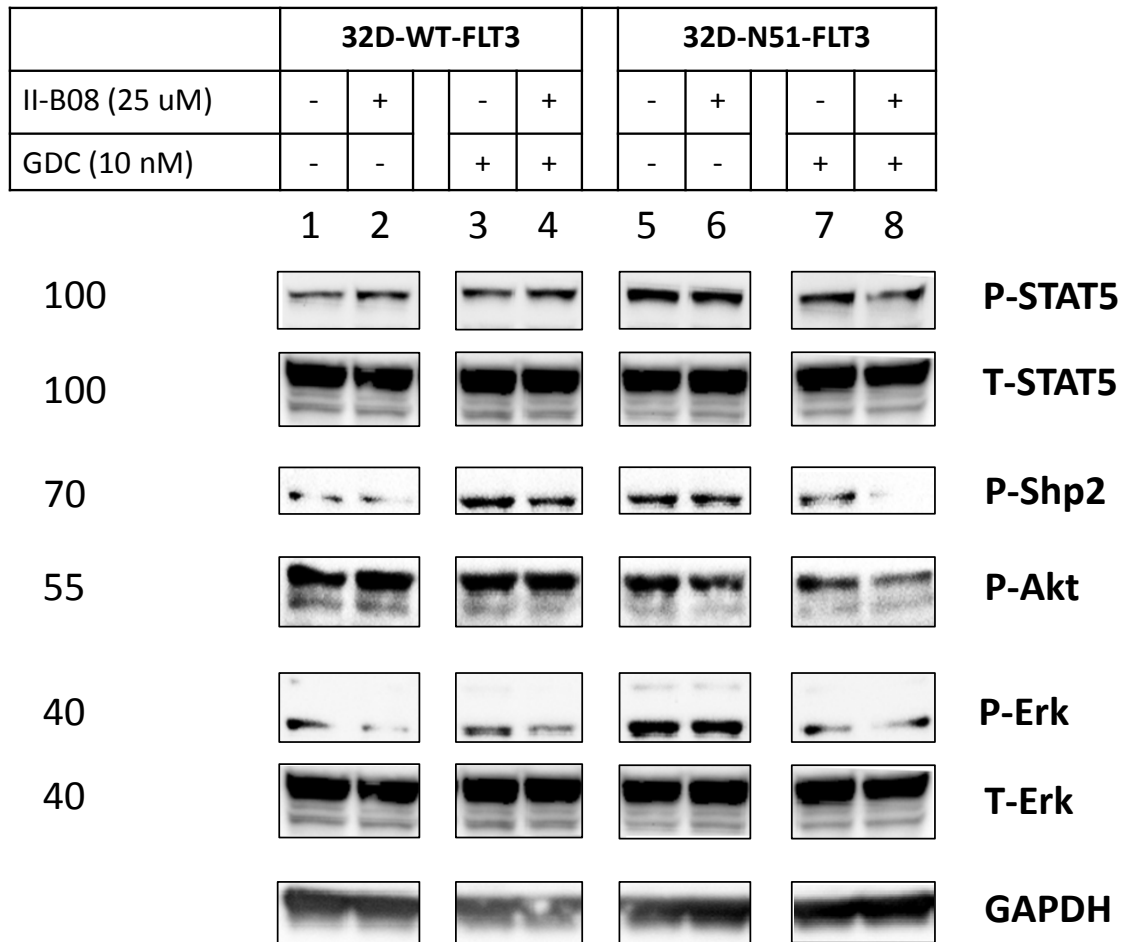 32D-WT-FLT3 32D-N51-FLT3
II-B08 (25 uM) - + - + - + - +
GDC (10 nM) - - + + - - + +
1 2 3 4 5 6 7 8
100 P-STAT5
100 T-STAT5
70 P-Shp2
55 P-Akt
40 P-Erk
40 T-Erk
GAPDH